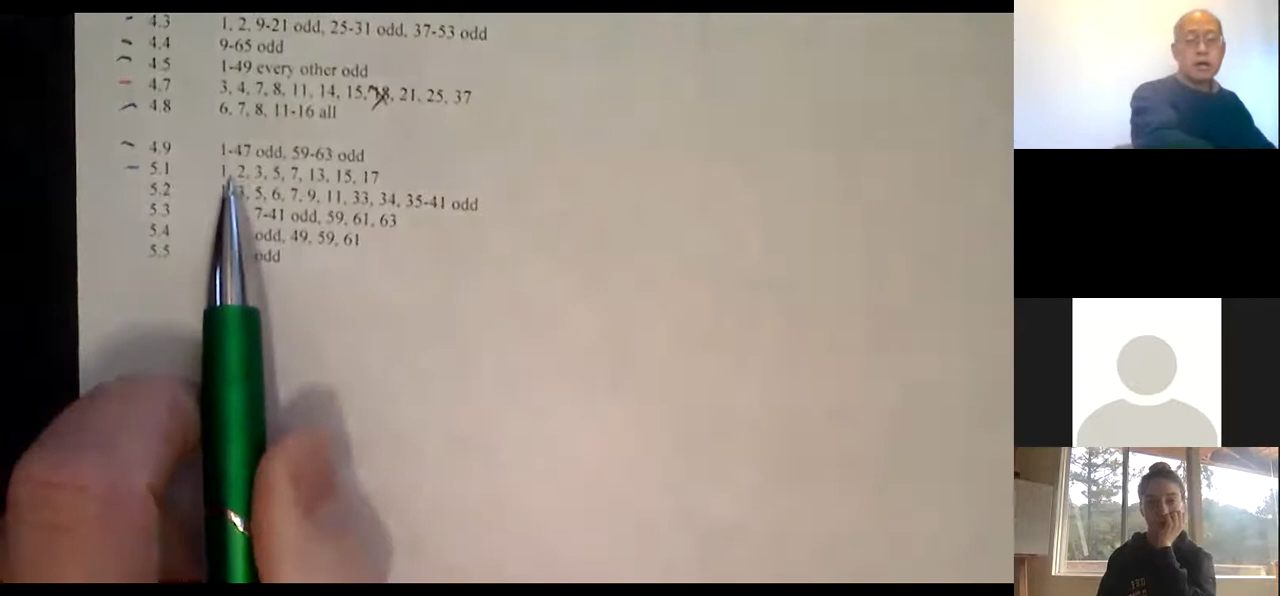 4.3 1, 2, 9-21 odd, 25-31 odd, 37-53 odd
4.4 9-65 odd
4.5 1-49 every other odd
4.7 3, 4, 7, 8, 11, 14, 15, 18, 21, 25, 37
4.8 6, 7, 8, 11-16 all
4.9 1-47 odd, 59-63 odd
5.1 1, 2, 3, 5, 7, 13, 15, 17
5.2 3, 5, 6, 7, 9, 11, 33, 34, 35-41 odd
5.3 7-41 odd, 59, 61, 63
5.4 odd, 49, 59, 61
5.5 odd